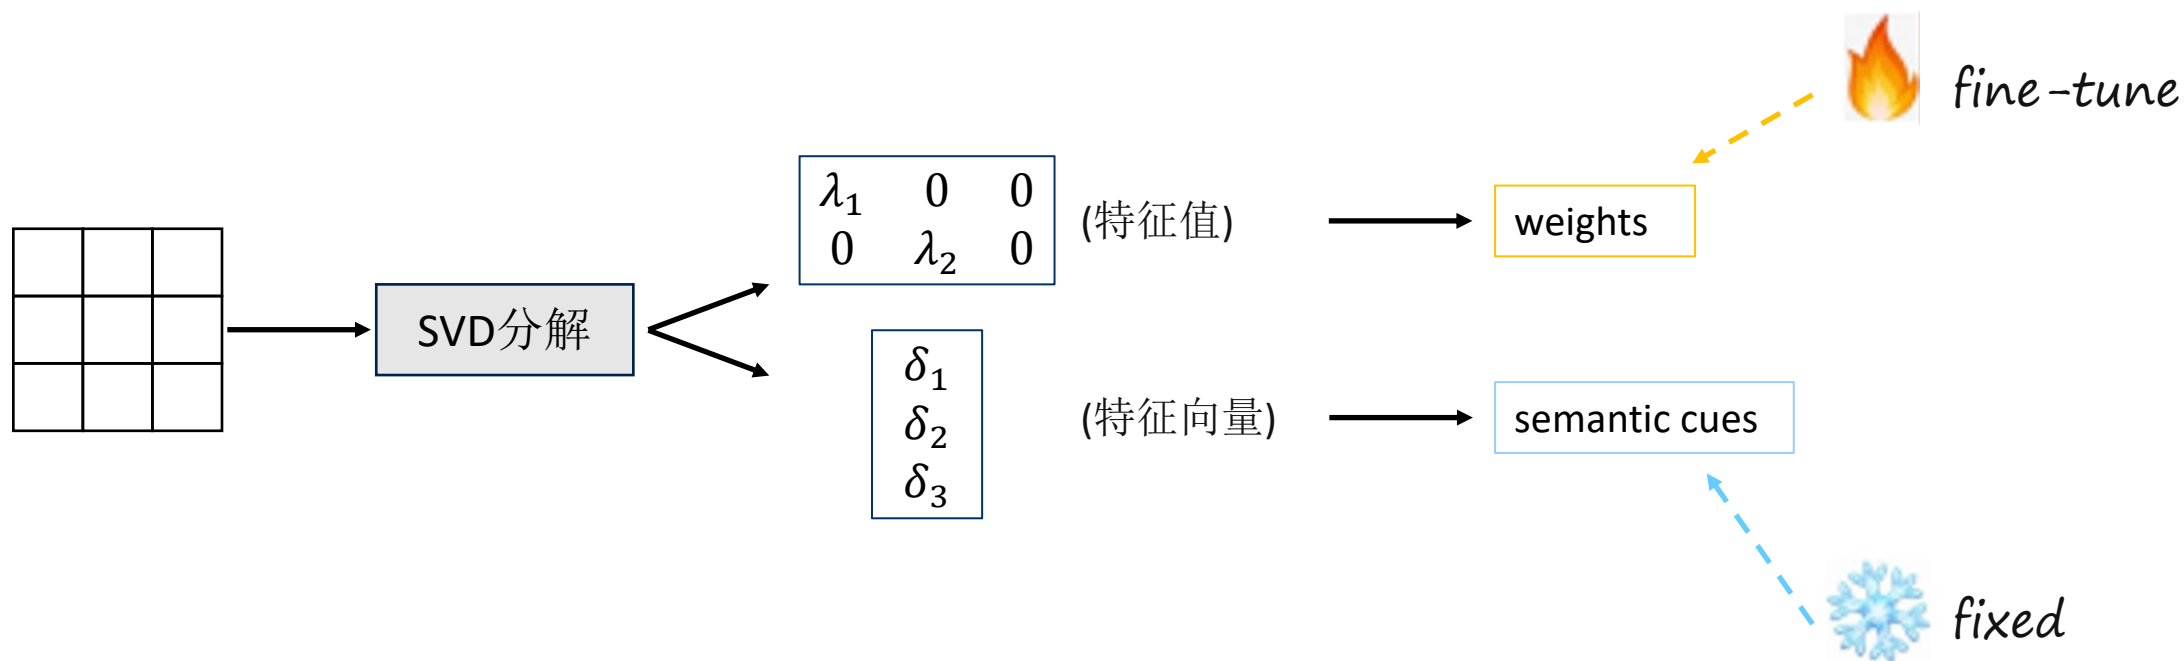 fine-tune
λ₁ 0 0
0 λ₂ 0
(特征值)
weights
SVD分解
δ₁
δ₂
δ₃
(特征向量)
semantic cues
fixed